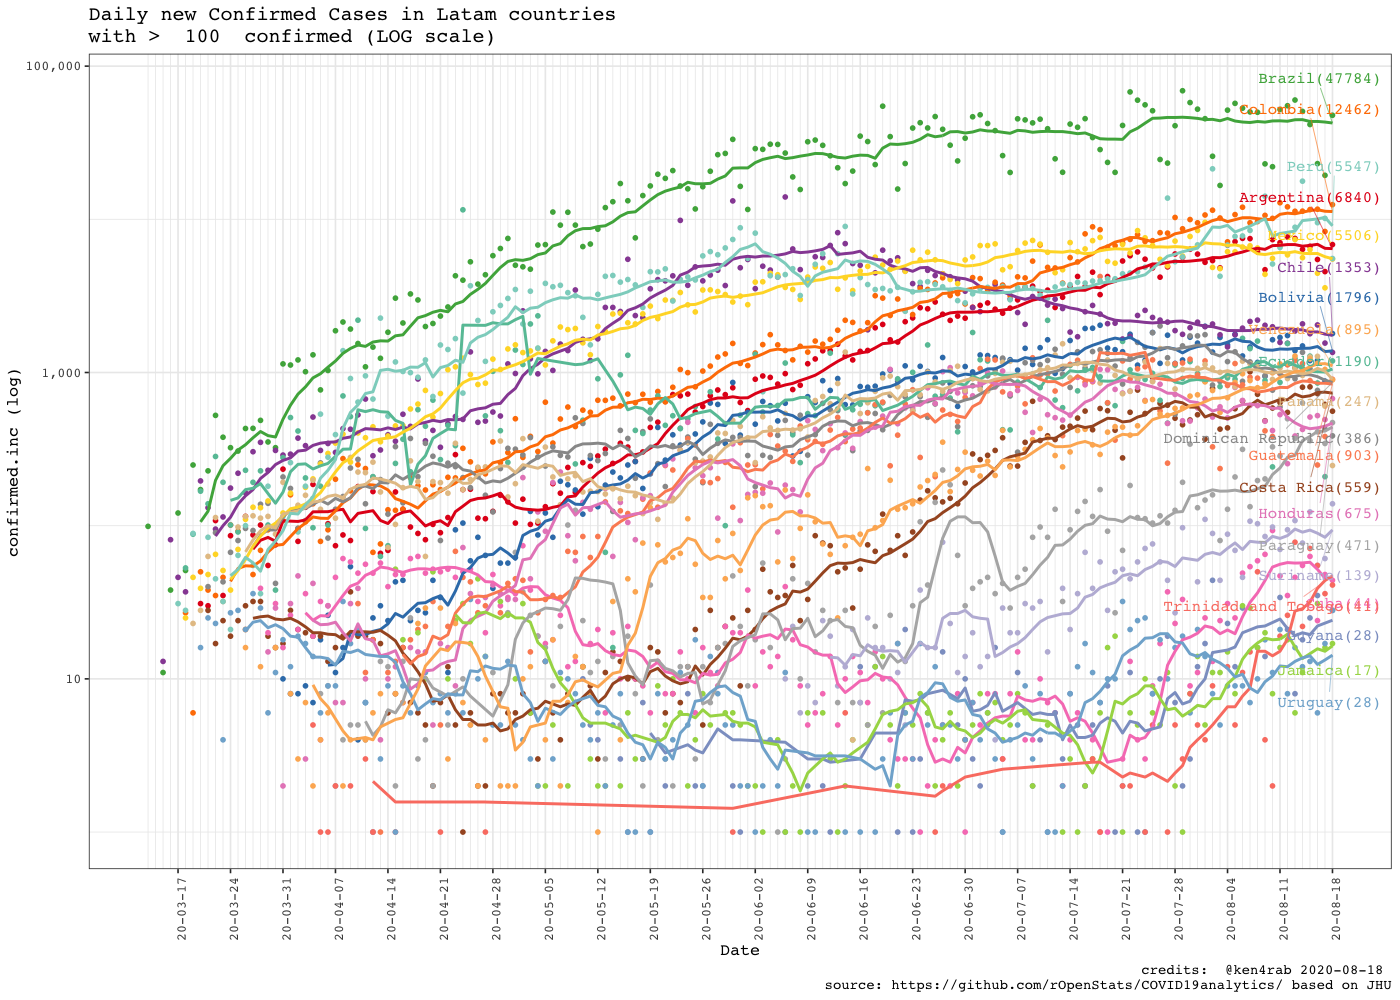 Daily new Confirmed Cases in Latam countries
with >  100  confirmed (LOG scale)
100,000
1,000
10
confirmed.inc (log)
Brazil(47784)
Colombia(12462)
Peru(5547)
Argentina(6840)
Mexico(5506)
Chile(1353)
Bolivia(1796)
Venezuela(895)
Ecuador(1190)
Panama(247)
Dominican Republic(386)
Guatemala(903)
Costa Rica(559)
Honduras(675)
Paraguay(471)
Suriname(139)
Trinidad and Tobago(41)
Guyana(28)
Jamaica(17)
Uruguay(28)
20-03-17
20-03-24
20-03-31
20-04-07
20-04-14
20-04-21
20-04-28
20-05-05
20-05-12
20-05-19
20-05-26
20-06-02
20-06-09
20-06-16
20-06-23
20-06-30
20-07-07
20-07-14
20-07-21
20-07-28
20-08-04
20-08-11
20-08-18
Date
credits:  @ken4rab 2020-08-18
source: https://github.com/rOpenStats/COVID19analytics/ based on JHU